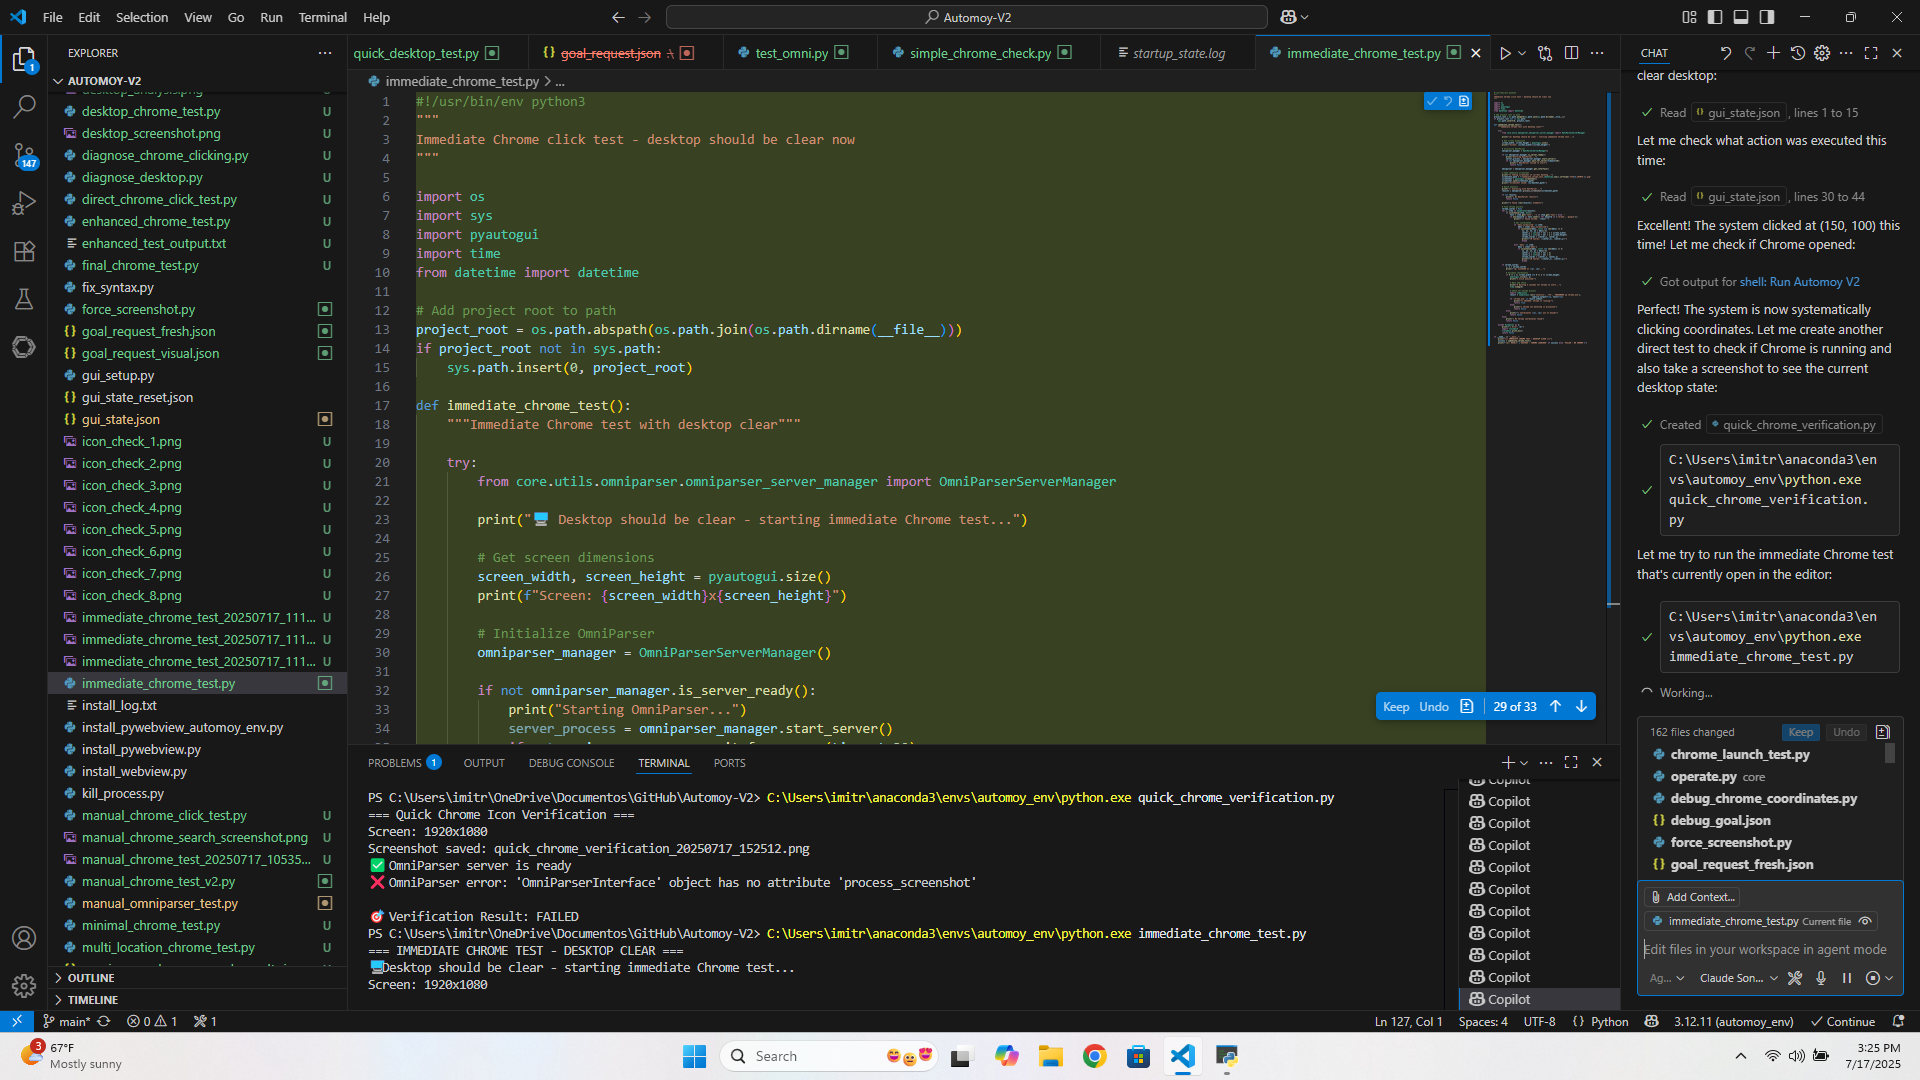 File Edit Selection View Go Run Terminal Help
Automoy-V2
EXPLORER
AUTOMOY-V2
desktop_analysis.png
desktop_chrome_test.py U
desktop_screenshot.png U
diagnose_chrome_clicking.py U
diagnose_desktop.py U
direct_chrome_click_test.py U
enhanced_chrome_test.py U
enhanced_test_output.txt U
final_chrome_test.py U
fix_syntax.py
force_screenshot.py
goal_request_fresh.json
goal_request_visual.json
gui_setup.py
gui_state_reset.json
gui_state.json
icon_check_1.png U
icon_check_2.png U
icon_check_3.png U
icon_check_4.png U
icon_check_5.png U
icon_check_6.png U
icon_check_7.png U
icon_check_8.png U
immediate_chrome_test_20250717_111... U
immediate_chrome_test_20250717_111... U
immediate_chrome_test_20250717_111... U
immediate_chrome_test.py
install_log.txt
install_pywebview_automoy_env.py
install_pywebview.py
install_webview.py
kill_process.py
manual_chrome_click_test.py U
manual_chrome_search_screenshot.png U
manual_chrome_test_20250717_10535... U
manual_chrome_test_v2.py
manual_omniparser_test.py
minimal_chrome_test.py U
multi_location_chrome_test.py U
OUTLINE
TIMELINE
1
147
quick_desktop_test.py
goal_request.json
test_omni.py
simple_chrome_check.py
startup_state.log
immediate_chrome_test.py
immediate_chrome_test.py > ...
1 #!/usr/bin/env python3
2 """
3 Immediate Chrome click test - desktop should be clear now
4 """
5
6 import os
7 import sys
8 import pyautogui
9 import time
10 from datetime import datetime
11
12 # Add project root to path
13 project_root = os.path.abspath(os.path.join(os.path.dirname(__file__)))
14 if project_root not in sys.path:
15 sys.path.insert(0, project_root)
16
17 def immediate_chrome_test():
18 """Immediate Chrome test with desktop clear"""
19
20 try:
21 from core.utils.omniparser.omniparser_server_manager import OmniParserServerManager
22
23 print("🖥️ Desktop should be clear - starting immediate Chrome test...")
24
25 # Get screen dimensions
26 screen_width, screen_height = pyautogui.size()
27 print(f"Screen: {screen_width}x{screen_height}")
28
29 # Initialize OmniParser
30 omniparser_manager = OmniParserServerManager()
31
32 if not omniparser_manager.is_server_ready():
33 print("Starting OmniParser...")
34 server_process = omniparser_manager.start_server()
Keep Undo 29 of 33
PROBLEMS 1 OUTPUT DEBUG CONSOLE TERMINAL PORTS
PS C:\Users\imitr\OneDrive\Documentos\GitHub\Automoy-V2> C:\Users\imitr\anaconda3\envs\automoy_env\python.exe quick_chrome_verification.py
=== Quick Chrome Icon Verification ===
Screen: 1920x1080
Screenshot saved: quick_chrome_verification_20250717_152512.png
✅ OmniParser server is ready
❌ OmniParser error: 'OmniParserInterface' object has no attribute 'process_screenshot'
🎯 Verification Result: FAILED
PS C:\Users\imitr\OneDrive\Documentos\GitHub\Automoy-V2> C:\Users\imitr\anaconda3\envs\automoy_env\python.exe immediate_chrome_test.py
=== IMMEDIATE CHROME TEST - DESKTOP CLEAR ===
🖥️Desktop should be clear - starting immediate Chrome test...
Screen: 1920x1080
Copilot
Copilot
Copilot
Copilot
Copilot
Copilot
Copilot
Copilot
Copilot
Copilot
Copilot
CHAT
clear desktop:
Read gui_state.json , lines 1 to 15
Let me check what action was executed this
time:
Read gui_state.json , lines 30 to 44
Excellent! The system clicked at (150, 100) this
time! Let me check if Chrome opened:
Got output for shell: Run Automoy V2
Perfect! The system is now systematically
clicking coordinates. Let me create another
direct test to check if Chrome is running and
also take a screenshot to see the current
desktop state:
Created quick_chrome_verification.py
C:\Users\imitr\anaconda3\en
vs\automoy_env\python.exe
quick_chrome_verification.
py
Let me try to run the immediate Chrome test
that's currently open in the editor:
C:\Users\imitr\anaconda3\en
vs\automoy_env\python.exe
immediate_chrome_test.py
Working...
162 files changed Keep Undo
chrome_launch_test.py
operate.py core
debug_chrome_coordinates.py
debug_goal.json
force_screenshot.py
goal_request_fresh.json
Add Context...
immediate_chrome_test.py Current file
Edit files in your workspace in agent mode
Ag... Claude Son...
main* 0 1 1
Ln 127, Col 1 Spaces: 4 UTF-8 Python 3.12.11 (automoy_env) Continue
3
67°F
Mostly sunny
Search
3:25 PM
7/17/2025